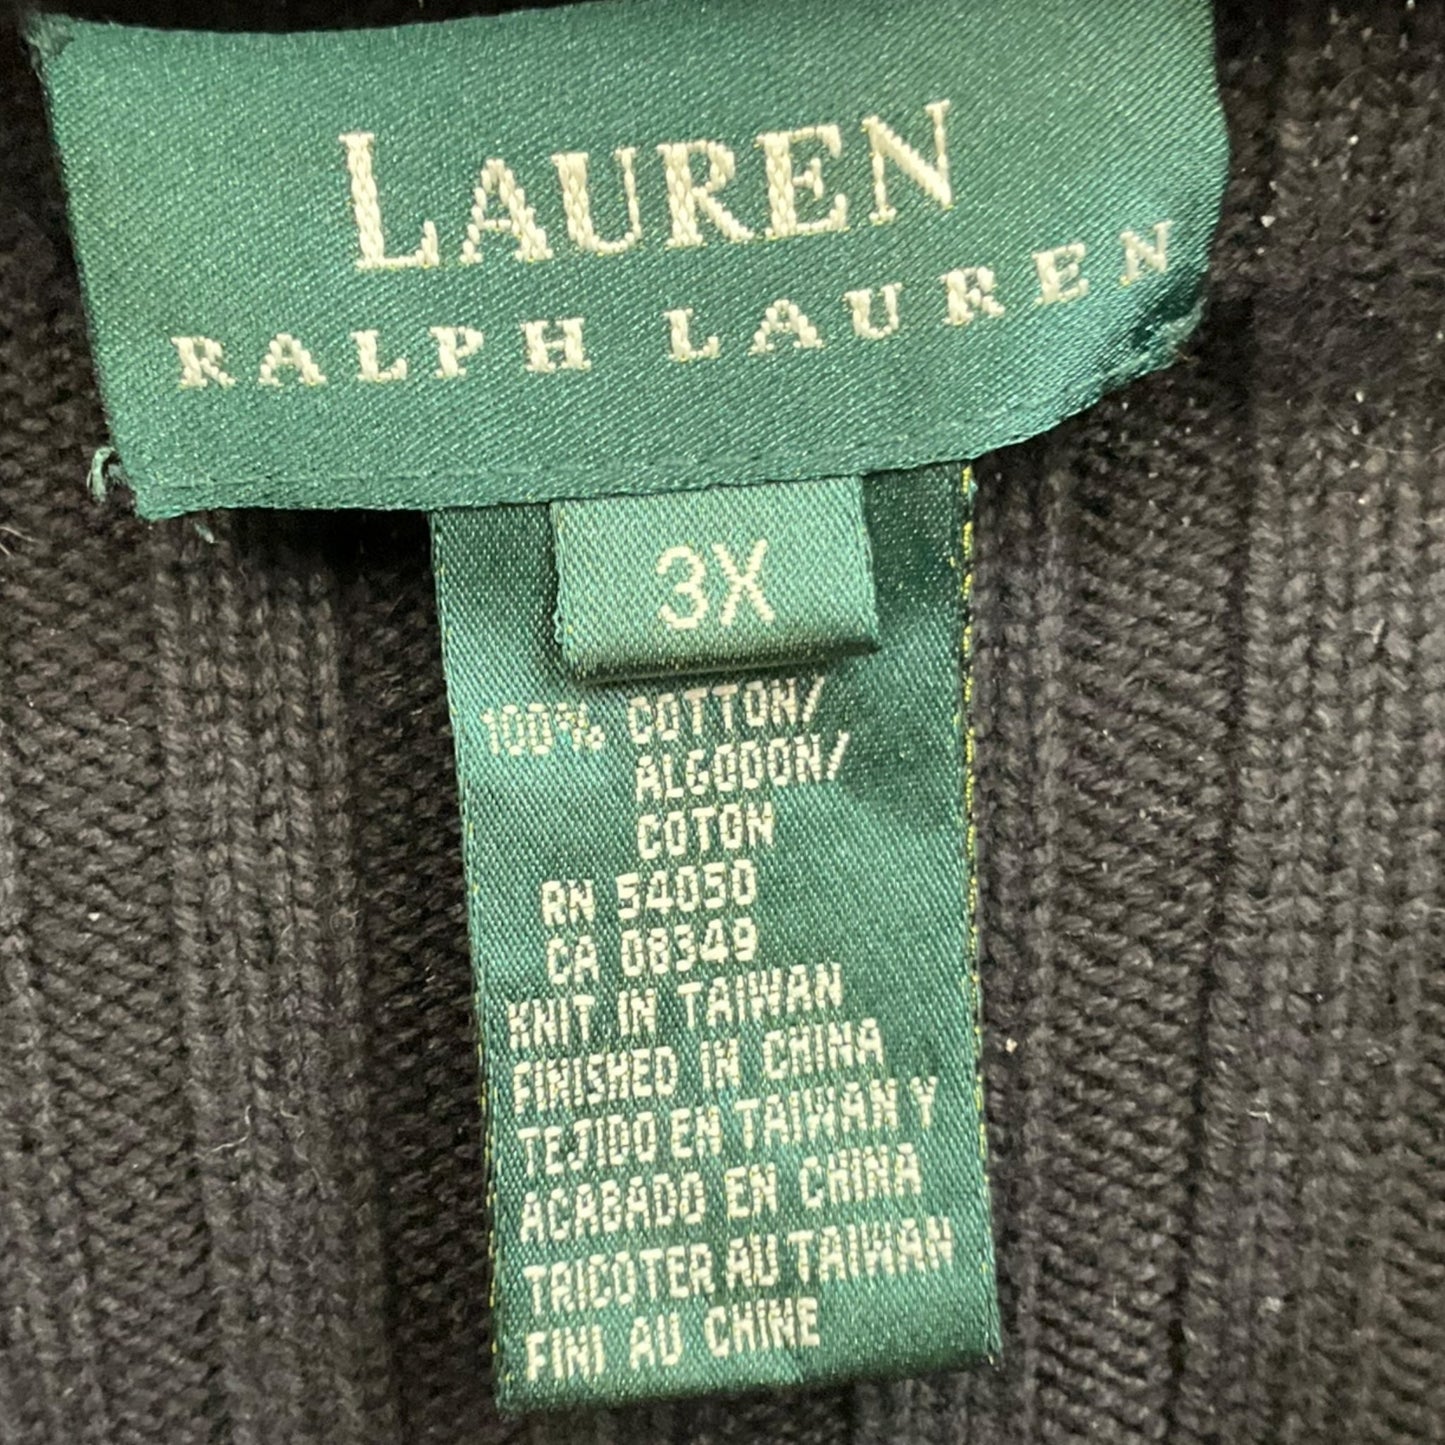 LAUREN
RALPH LAUREN
3X
100% COTTON/
ALGODON/
COTON
RN 54050
CA 08349
KNIT IN TAIWAN
FINISHED IN CHINA
TEJIDO EN TAIWAN Y
ACABADO EN CHINA
TRICOTER AU TAIWAN
FINI AU CHINE